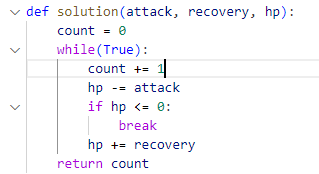 def solution(attack, recovery, hp):
    count = 0
    while(True):
        count += 1
        hp -= attack
        if hp <= 0:
            break
        hp += recovery
    return count